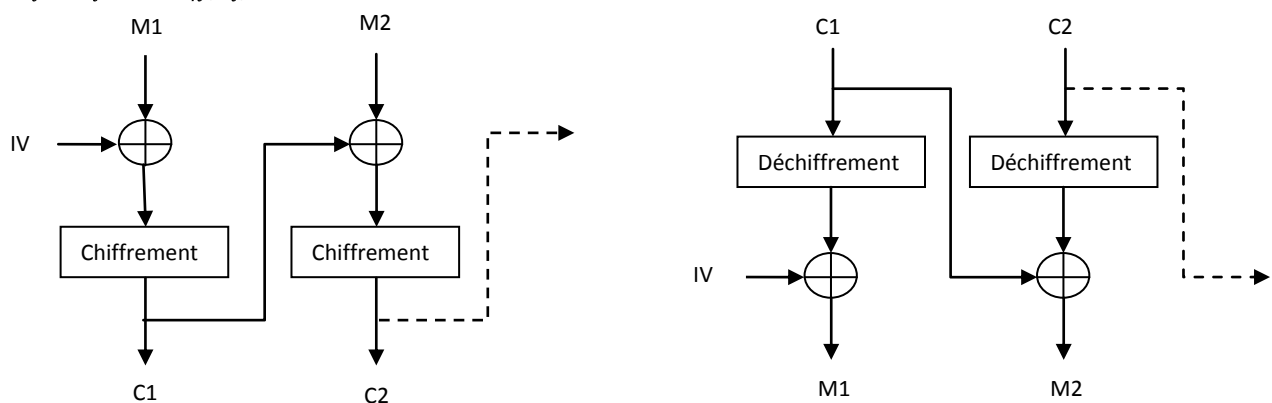 M1
M2
IV
Chiffrement
Chiffrement
C1
C2
C1
C2
Déchiffrement
Déchiffrement
IV
M1
M2